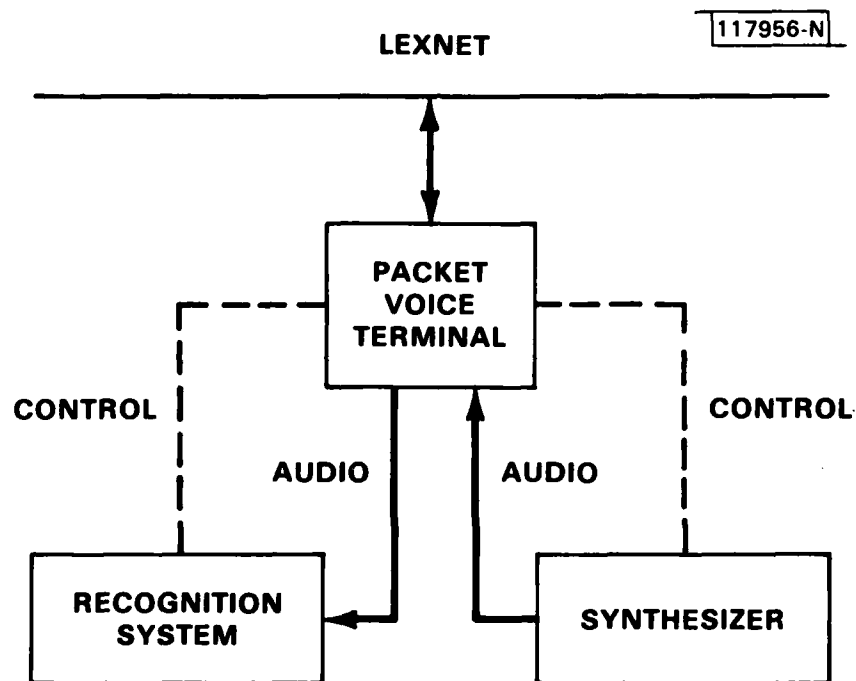 117956-N
LEXNET
PACKET
VOICE
TERMINAL
CONTROL
CONTROL
AUDIO
AUDIO
RECOGNITION
SYSTEM
SYNTHESIZER